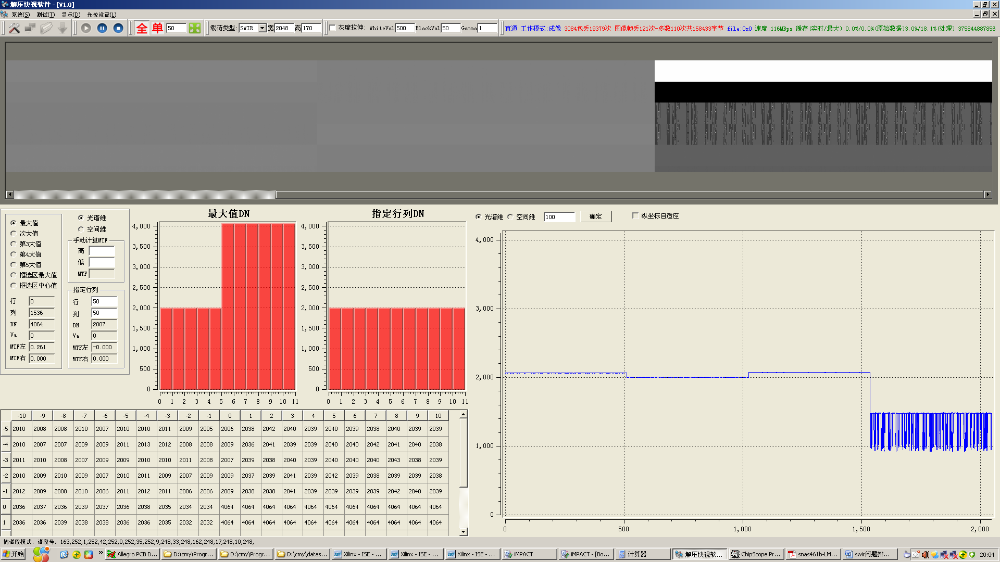 解压快视软件 - [V1.0]
系统(S) 测试(T) 显示(D) 光校设置(L)
全 单 50 载荷类型: SWIR 宽 2048 高 170 灰度拉伸: WhiteVal 500 BlackVal 50 Gamma 1 直通 工作模式:成像 3084包丢19379次 图像帧丢121次-多数110次共158433字节 file:0x0 速度:116MBps 缓存(实时/最大):0.0%/0.0%(原始数据)3.0%/18.1%(处理) 375844887856
最大值
次大值
第3大值
第4大值
第5大值
框选区最大值
框选区中心值
行 0
列 1536
DN 4064
Va 0
MTF左 0.261
MTF右 0.000
光谱维
空间维
手动计算MTF
高
低
MTF
指定行列
行 50
列 50
DN 2007
Va 0
MTF左 -0.000
MTF右 0.000
最大值DN
4,000
3,500
3,000
2,500
2,000
1,500
1,000
500
0
0 1 2 3 4 5 6 7 8 9 10 11
指定行列DN
4,000
3,500
3,000
2,500
2,000
1,500
1,000
500
0
0 1 2 3 4 5 6 7 8 9 10 11
光谱维 空间维 100 确定 纵坐标自适应
4,000
3,000
2,000
1,000
0
0 500 1,000 1,500 2,000
-10 -9 -8 -7 -6 -5 -4 -3 -2 -1 0 1 2 3 4 5 6 7 8 9 10
-5 2010 2008 2008 2010 2007 2010 2010 2011 2009 2005 2006 2038 2042 2040 2039 2040 2039 2038 2040 2039 2039
-4 2010 2007 2007 2009 2009 2011 2013 2012 2008 2008 2009 2036 2041 2039 2039 2040 2040 2042 2041 2040 2038
-3 2011 2010 2008 2007 2009 2009 2010 2010 2011 2008 2007 2039 2038 2040 2039 2040 2040 2040 2043 2038 2039
-2 2010 2009 2010 2009 2007 2010 2011 2009 2007 2009 2009 2037 2039 2041 2039 2042 2039 2038 2039 2039 2038
-1 2012 2009 2008 2010 2006 2011 2012 2011 2006 2006 2009 2038 2038 2041 2039 2039 2039 2039 2042 2040 2039
0 2036 2037 2036 2039 2037 2036 2038 2035 2034 2034 4064 4064 4064 4064 4064 4064 4064 4064 4064 4064 4064
1 2036 2036 2039 2038 2038 2036 2036 2035 2032 2032 4064 4064 4064 4064 4064 4064 4064 4064 4064 4064 4064
谱段模式. 谱段号: 163,252,1,252,42,252,0,252,35,252,9,248,33,248,162,248,17,248,10,248,
开始 » Allegro PCB D... D:\cmy\Progr... D:\cmy\Progr... D:\cmy\datas... Xilinx - ISE - ... Xilinx - ISE - ... Xilinx - ISE - ... iMPACT iMPACT - [Bo... 计算器 解压快视软... ChipScope Pr... snas461b-LM... swir问题排... 20:04